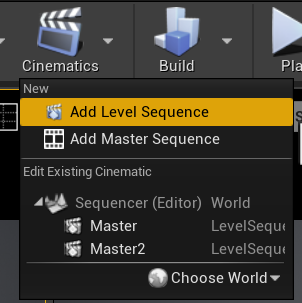 Cinematics Build Pla
New
Add Level Sequence
Add Master Sequence
Edit Existing Cinematic
Sequencer (Editor) World
Master LevelSeque
Master2 LevelSeque
Choose World